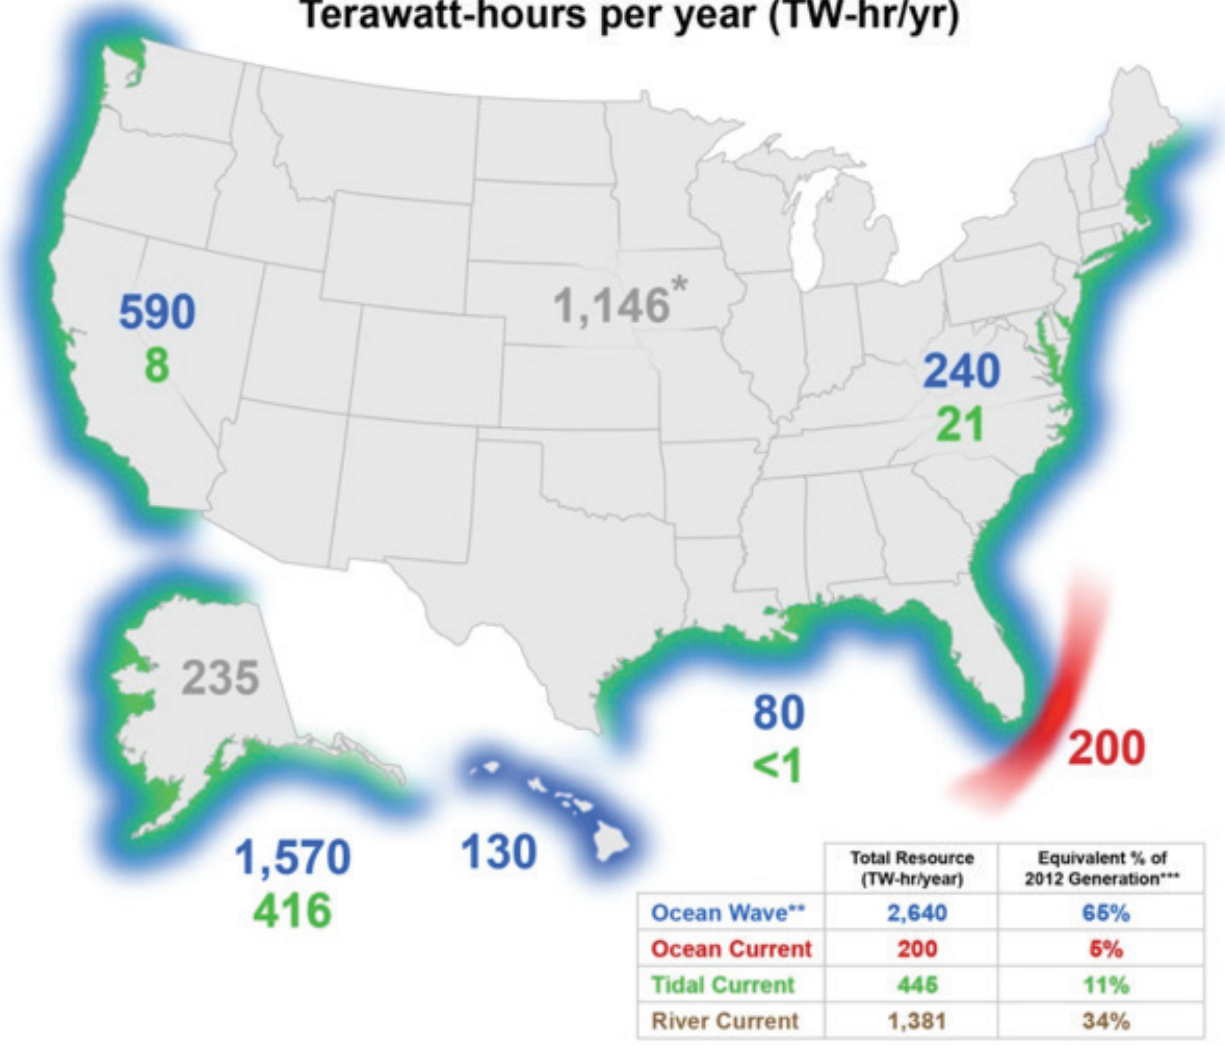 Terawatt-hours per year (TW-hr/yr)
590
8
1,146*
240
21
235
80
<1
200
1,570
416
130
Total Resource (TW-hr/year)
Equivalent % of 2012 Generation***
Ocean Wave** 2,640 65%
Ocean Current 200 5%
Tidal Current 445 11%
River Current 1,381 34%